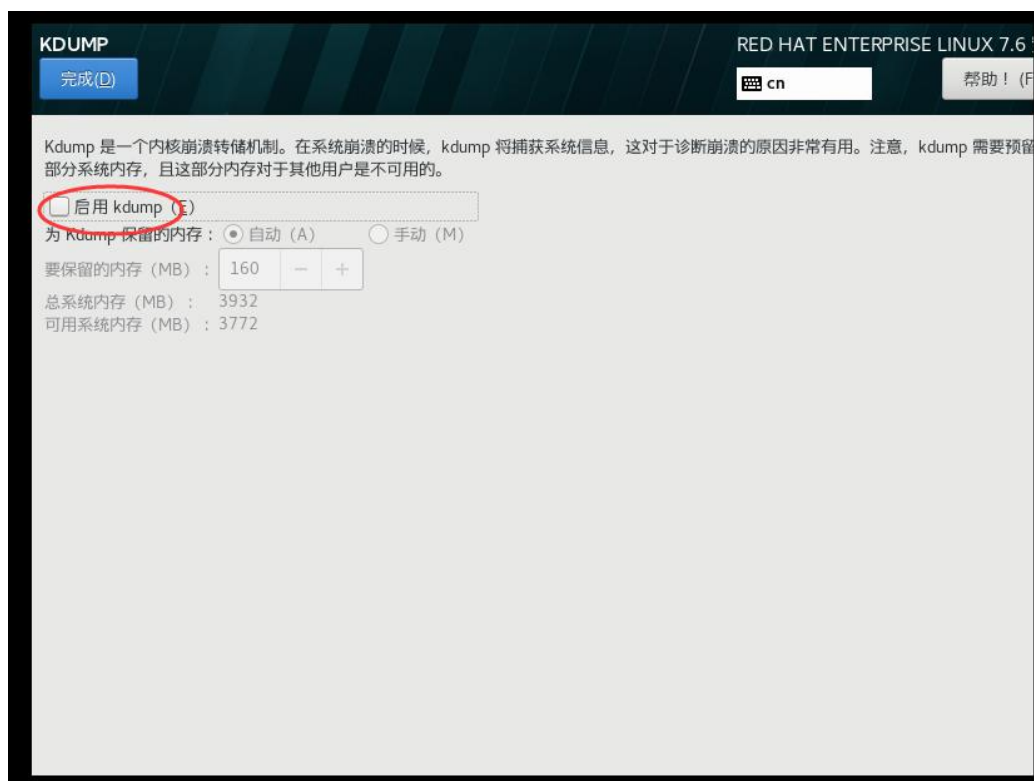 KDUMP
RED HAT ENTERPRISE LINUX 7.6
完成(D)
cn
帮助！ (F
Kdump 是一个内核崩溃转储机制。在系统崩溃的时候，kdump 将捕获系统信息，这对于诊断崩溃的原因非常有用。注意，kdump 需要预留
部分系统内存，且这部分内存对于其他用户是不可用的。
启用 kdump（E）
为 Kdump 保留的内存： 自动（A） 手动（M）
要保留的内存（MB）： 160 − +
总系统内存（MB）： 3932
可用系统内存（MB）： 3772